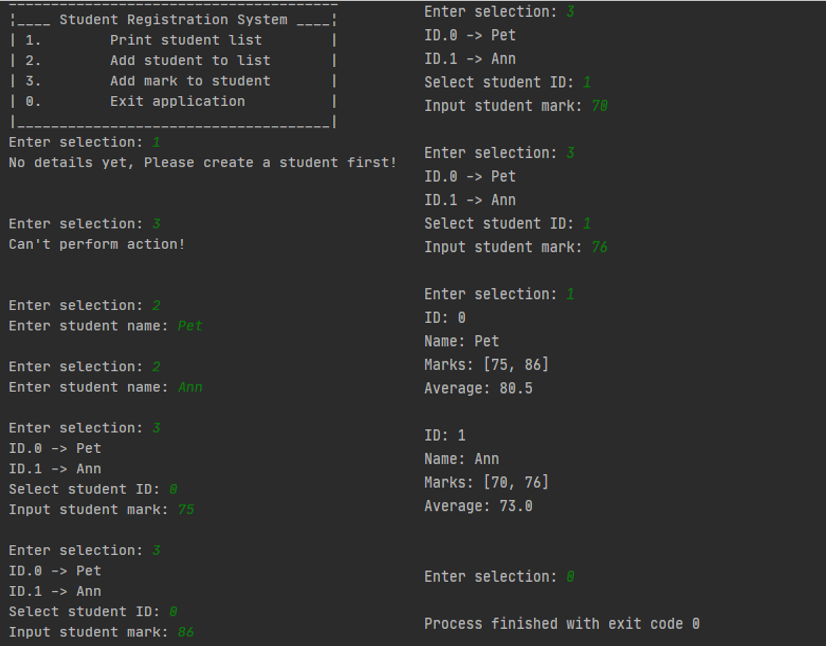 ¦____ Student Registration System ____¦
| 1.        Print student list        |
| 2.        Add student to list       |
| 3.        Add mark to student       |
| 0.        Exit application          |
|_____________________________________|
Enter selection: 1
No details yet, Please create a student first!
Enter selection: 3
Can't perform action!
Enter selection: 2
Enter student name: Pet
Enter selection: 2
Enter student name: Ann
Enter selection: 3
ID.0 -> Pet
ID.1 -> Ann
Select student ID: 0
Input student mark: 75
Enter selection: 3
ID.0 -> Pet
ID.1 -> Ann
Select student ID: 0
Input student mark: 86
Enter selection: 3
ID.0 -> Pet
ID.1 -> Ann
Select student ID: 1
Input student mark: 70
Enter selection: 3
ID.0 -> Pet
ID.1 -> Ann
Select student ID: 1
Input student mark: 76
Enter selection: 1
ID: 0
Name: Pet
Marks: [75, 86]
Average: 80.5
ID: 1
Name: Ann
Marks: [70, 76]
Average: 73.0
Enter selection: 0
Process finished with exit code 0